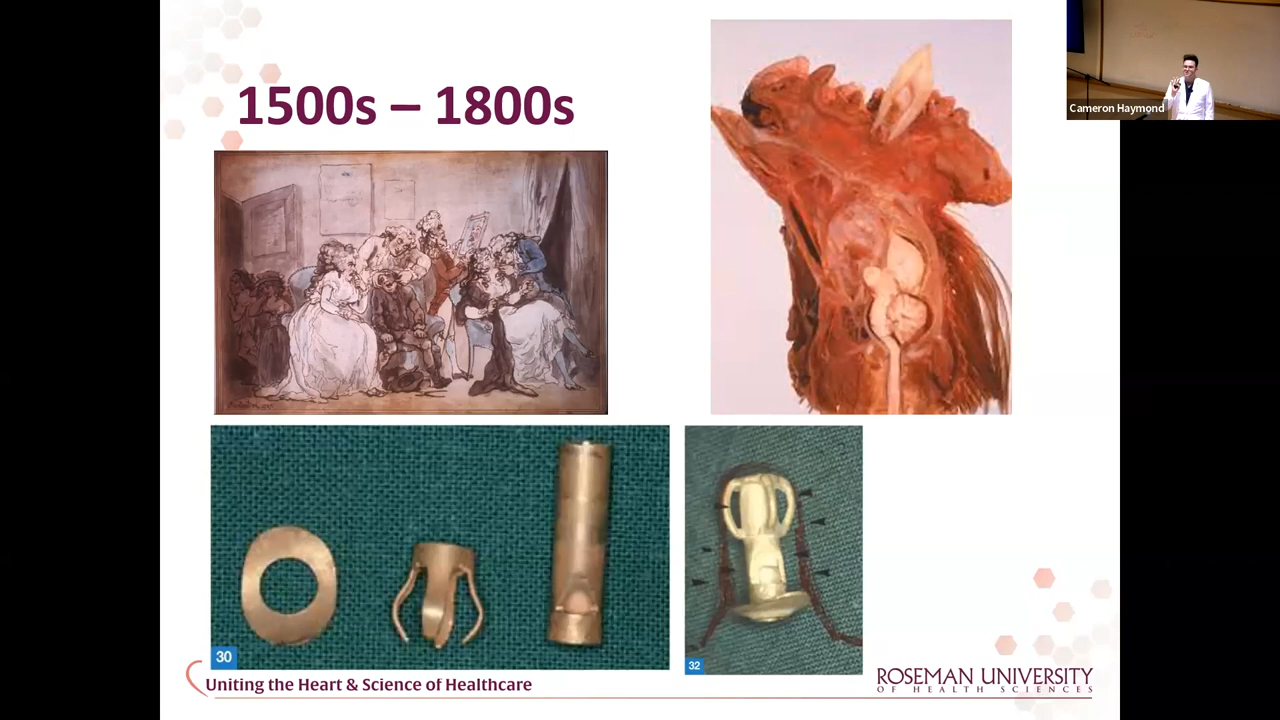 1500s – 1800s
Cameron Haymond
30
32
Uniting the Heart & Science of Healthcare
ROSEMAN UNIVERSITY
OF HEALTH SCIENCES